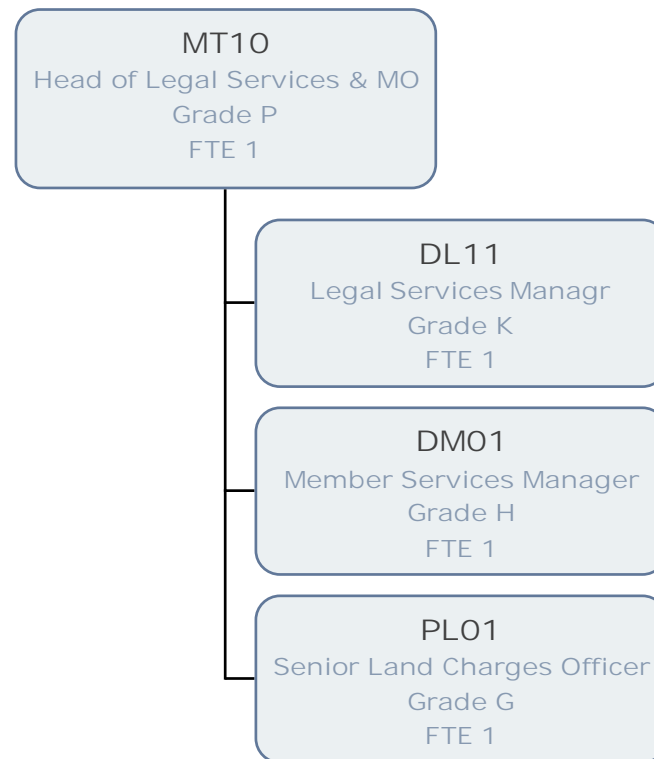 MT10
Head of Legal Services & MO
Grade P
FTE 1
DL11
Legal Services Managr
Grade K
FTE 1
DM01
Member Services Manager
Grade H
FTE 1
PL01
Senior Land Charges Officer
Grade G
FTE 1